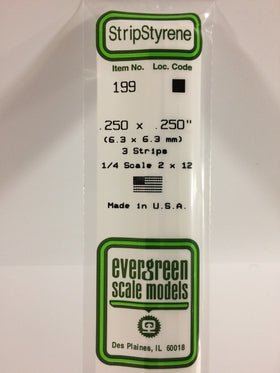 StripStyrene
Item No. Loc. Code
199
.250 x .250"
(6.3 x 6.3 mm)
3 Strips
1/4 Scale 2 x 12
Made in U.S.A.
evergreen
scale models
Des Plaines, IL 60018